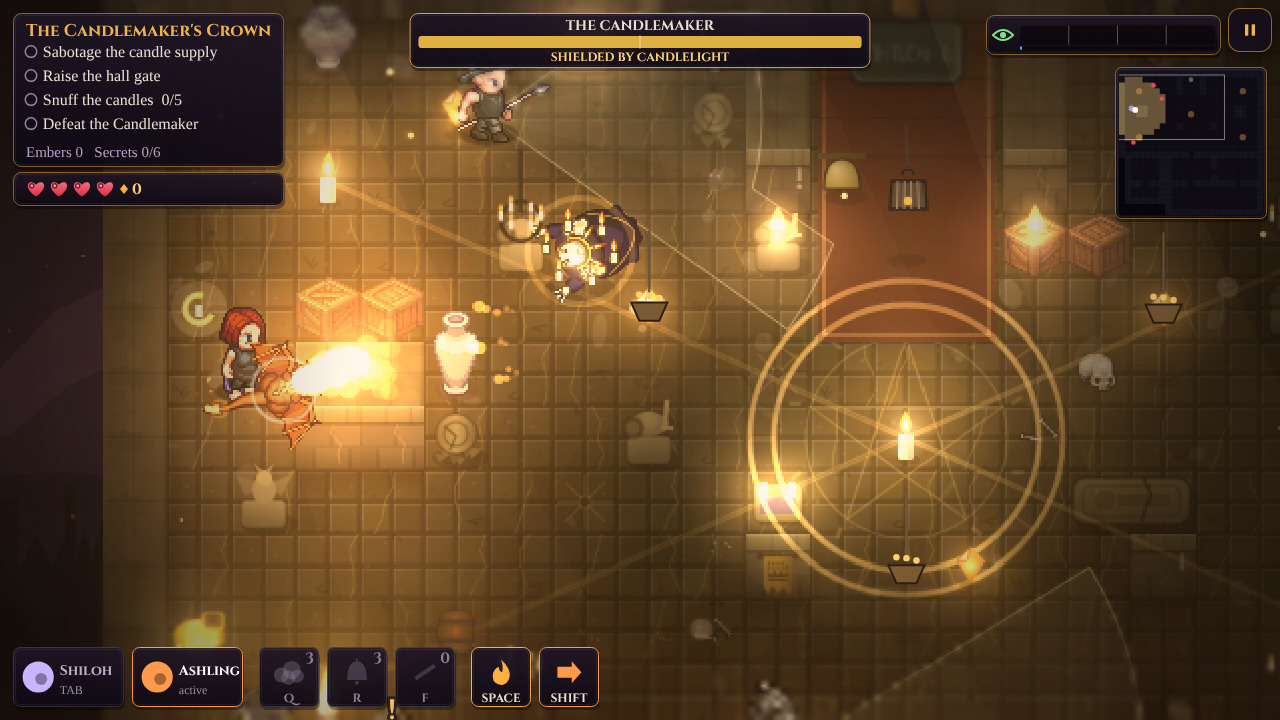 The Candlemaker's Crown
Sabotage the candle supply
Raise the hall gate
Snuff the candles 0/5
Defeat the Candlemaker
Embers 0 Secrets 0/6
0
THE CANDLEMAKER
SHIELDED BY CANDLELIGHT
SHILOH
TAB
ASHLING
active
3
Q
3
R
0
F
SPACE
SHIFT
!